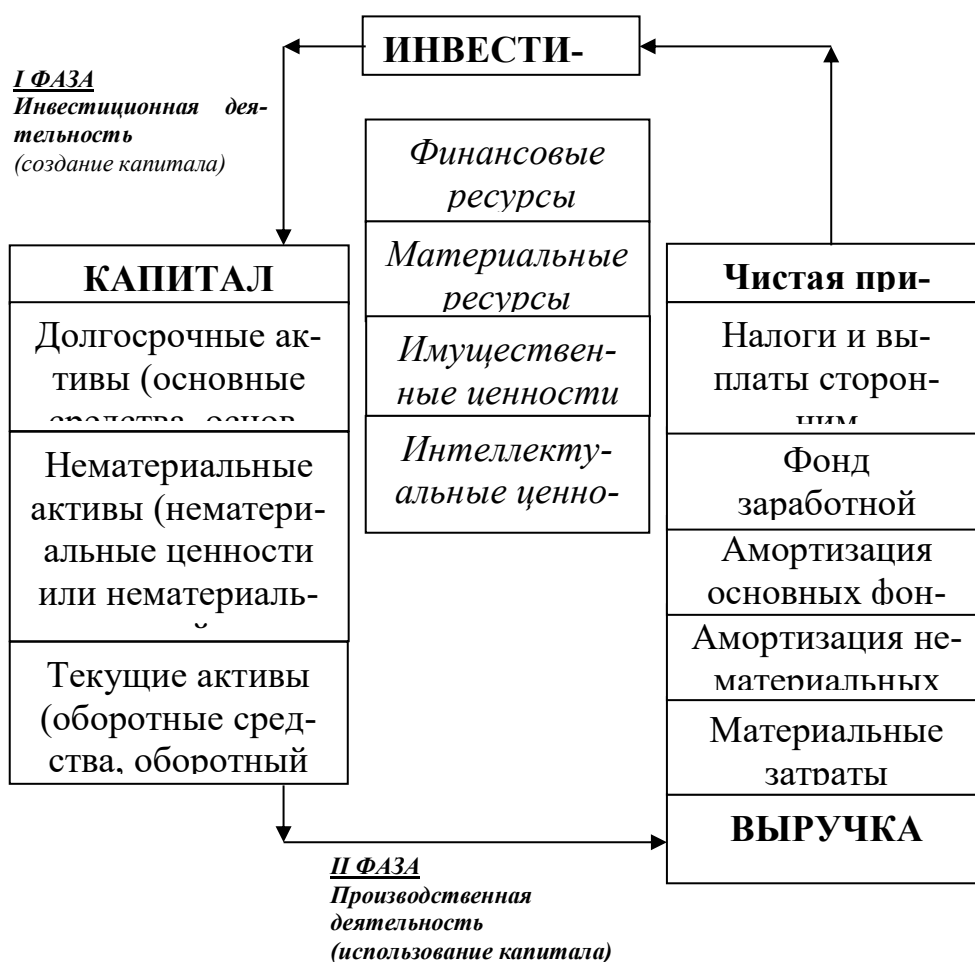 ИНВЕСТИ-
I ФАЗА
Инвестиционная дея-
тельность
(создание капитала)
Финансовые
ресурсы
Материальные
ресурсы
Имуществен-
ные ценности
Интеллекту-
альные ценно-
КАПИТАЛ
Долгосрочные ак-
тивы (основные
средства, основ-
Нематериальные
активы (нематери-
альные ценности
или нематериаль-
Текущие активы
(оборотные сред-
ства, оборотный
Чистая при-
Налоги и вы-
платы сторон-
ним
Фонд
заработной
Амортизация
основных фон-
Амортизация не-
материальных
Материальные
затраты
ВЫРУЧКА
II ФАЗА
Производственная
деятельность
(использование капитала)